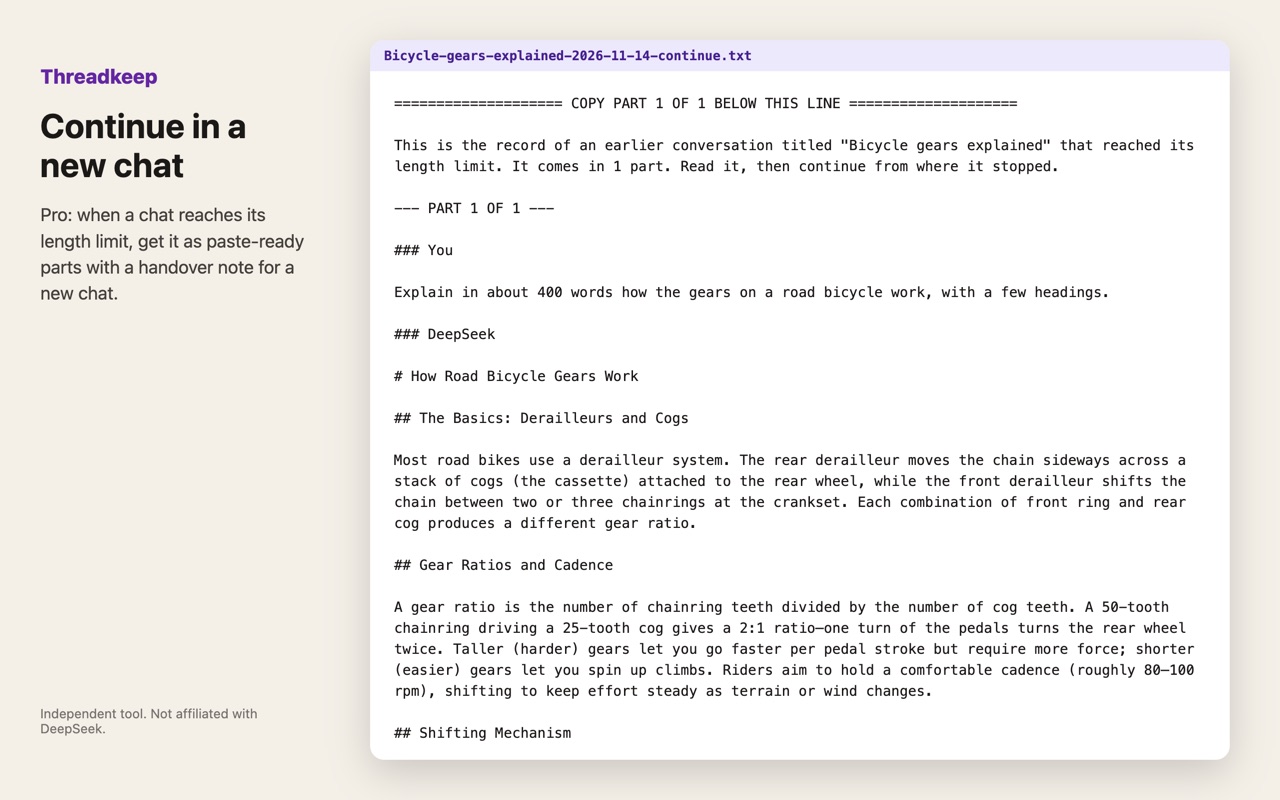 Threadkeep
Continue in a
new chat
Pro: when a chat reaches its
length limit, get it as paste-ready
parts with a handover note for a
new chat.
Independent tool. Not affiliated with
DeepSeek.
Bicycle-gears-explained-2026-11-14-continue.txt
==================== COPY PART 1 OF 1 BELOW THIS LINE ====================
This is the record of an earlier conversation titled "Bicycle gears explained" that reached its
length limit. It comes in 1 part. Read it, then continue from where it stopped.
--- PART 1 OF 1 ---
### You
Explain in about 400 words how the gears on a road bicycle work, with a few headings.
### DeepSeek
# How Road Bicycle Gears Work
## The Basics: Derailleurs and Cogs
Most road bikes use a derailleur system. The rear derailleur moves the chain sideways across a
stack of cogs (the cassette) attached to the rear wheel, while the front derailleur shifts the
chain between two or three chainrings at the crankset. Each combination of front ring and rear
cog produces a different gear ratio.
## Gear Ratios and Cadence
A gear ratio is the number of chainring teeth divided by the number of cog teeth. A 50-tooth
chainring driving a 25-tooth cog gives a 2:1 ratio—one turn of the pedals turns the rear wheel
twice. Taller (harder) gears let you go faster per pedal stroke but require more force; shorter
(easier) gears let you spin up climbs. Riders aim to hold a comfortable cadence (roughly 80–100
rpm), shifting to keep effort steady as terrain or wind changes.
## Shifting Mechanism